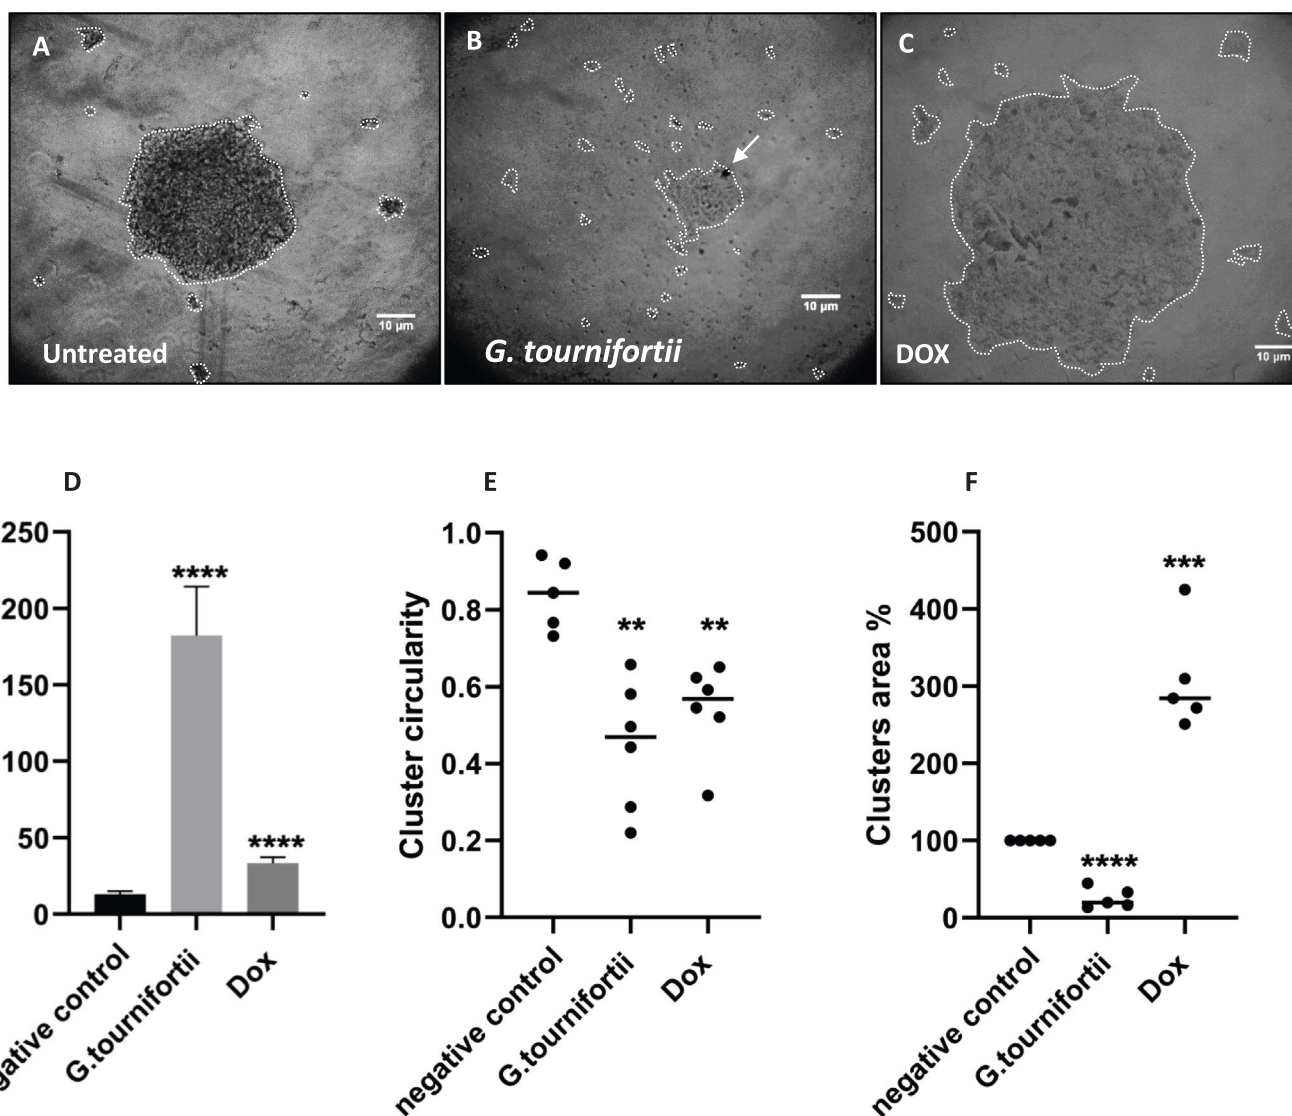 A
B
C
10 μm
10 μm
10 μm
Untreated
G. tournifortii
DOX
D
E
F
250
200
150
100
50
0
****
****
gative control
G.tournifortii
Dox
Cluster circularity
1.0
0.8
0.6
0.4
0.2
0.0
**
**
negative control
G.tournifortii
Dox
Clusters area %
500
400
300
200
100
0
****
***
negative control
G.tournifortii
Dox